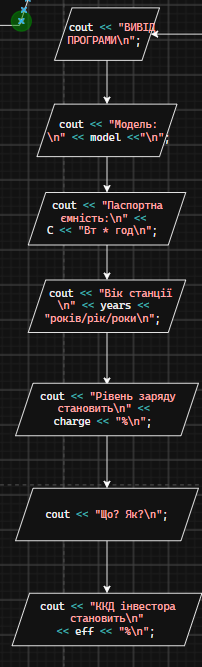 cout << "ВИВІД
ПРОГРАМИ\n";
cout << "Модель:
\n" << model <<"\n";
cout << "Паспортна
ємність:\n" <<
C << "Вт * год\n";
cout << "Вік станції
\n" << years <<
"років/рік/роки\n";
cout << "Рівень заряду
становить\n" <<
charge << "%\n";
cout << "Що? Як?\n";
cout << "ККД інвестора
становить\n"
<< eff << "%\n";